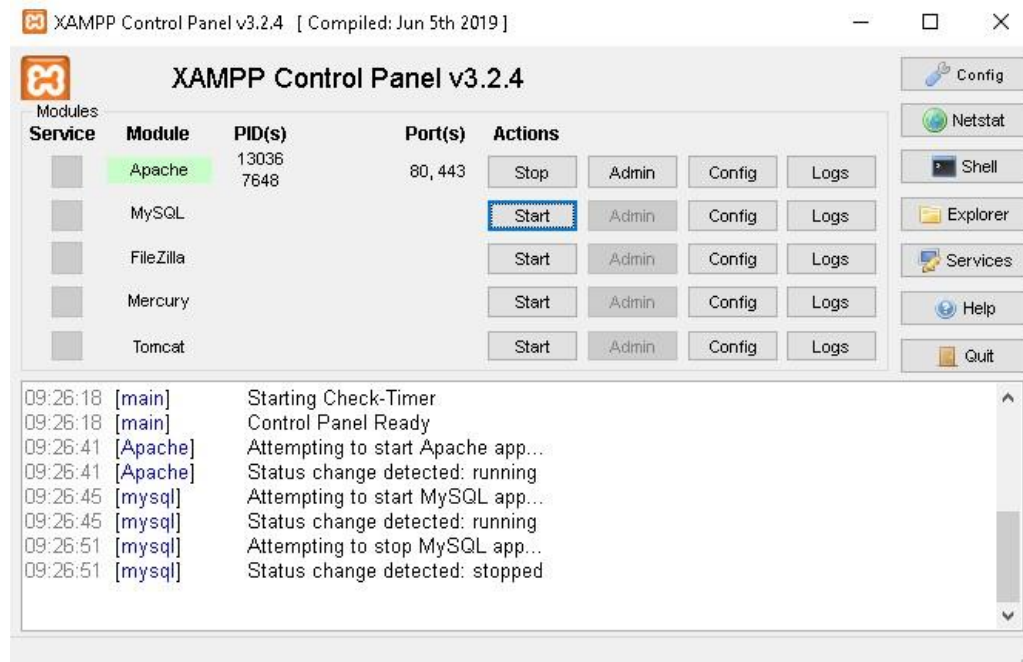 XAMPP Control Panel v3.2.4 [ Compiled: Jun 5th 2019 ]
XAMPP Control Panel v3.2.4
Config
Modules
Service Module PID(s) Port(s) Actions
Netstat
Apache 13036 7648 80, 443 Stop Admin Config Logs
Shell
MySQL Start Admin Config Logs
Explorer
FileZilla Start Admin Config Logs
Services
Mercury Start Admin Config Logs
Help
Tomcat Start Admin Config Logs
Quit
09:26:18 [main] Starting Check-Timer
09:26:18 [main] Control Panel Ready
09:26:41 [Apache] Attempting to start Apache app...
09:26:41 [Apache] Status change detected: running
09:26:45 [mysql] Attempting to start MySQL app...
09:26:45 [mysql] Status change detected: running
09:26:51 [mysql] Attempting to stop MySQL app...
09:26:51 [mysql] Status change detected: stopped